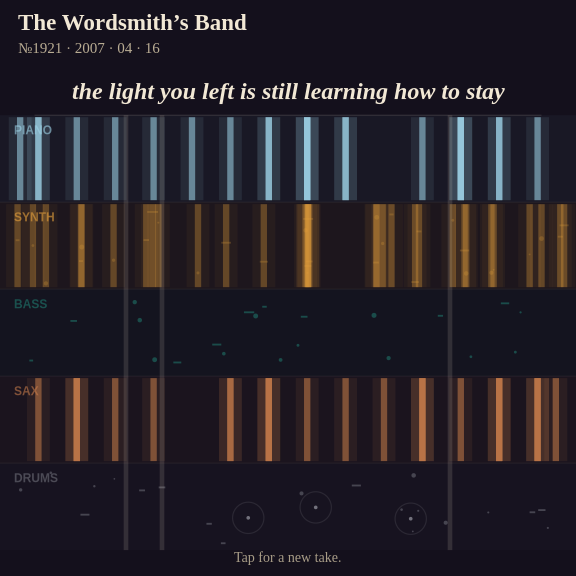 The Wordsmith’s Band
№1921 · 2007 · 04 · 16
the light you left is still learning how to stay
PIANO
SYNTH
BASS
SAX
DRUMS
Tap for a new take.